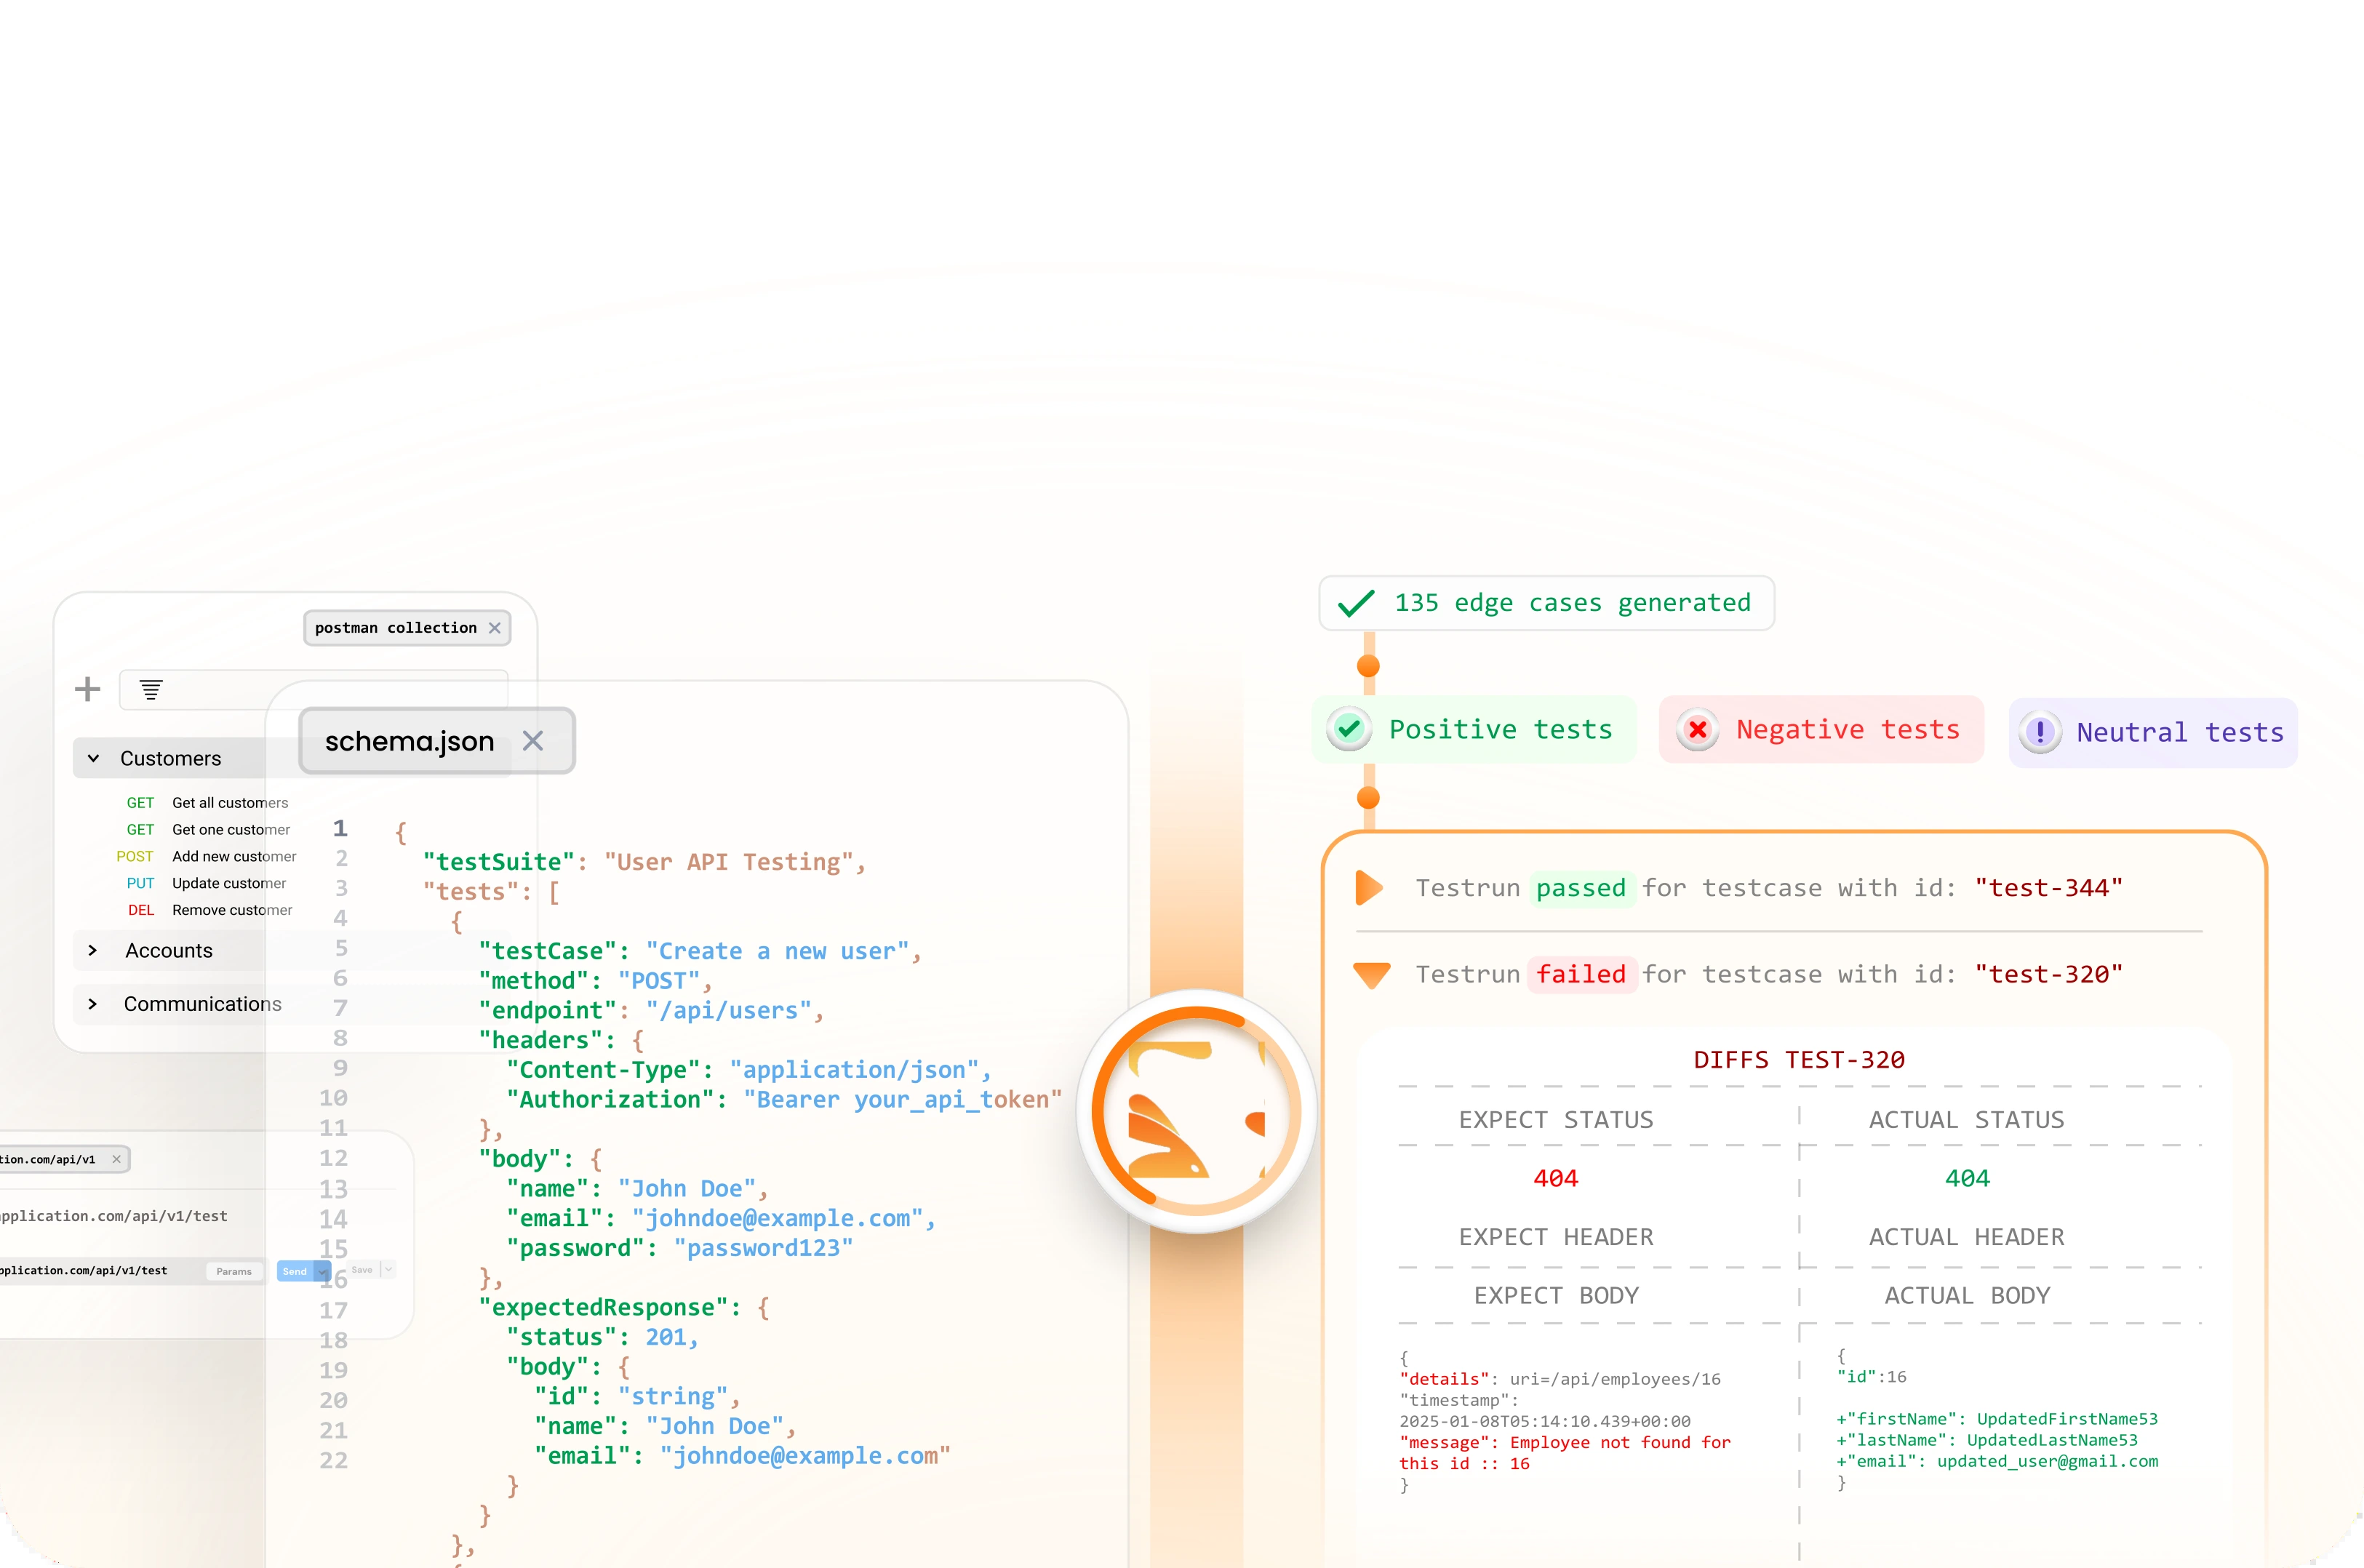 postman collection
Customers
GET Get all customers
GET Get one customer
POST Add new customer
PUT Update customer
DEL Remove customer
Accounts
Communications
tion.com/api/v1
application.com/api/v1/test
pplication.com/api/v1/test Params Send Save
schema.json
1 {
2 "testSuite": "User API Testing",
3 "tests": [
4 {
5 "testCase": "Create a new user",
6 "method": "POST",
7 "endpoint": "/api/users",
8 "headers": {
9 "Content-Type": "application/json",
10 "Authorization": "Bearer your_api_token"
11 },
12 "body": {
13 "name": "John Doe",
14 "email": "johndoe@example.com",
15 "password": "password123"
16 },
17 "expectedResponse": {
18 "status": 201,
19 "body": {
20 "id": "string",
21 "name": "John Doe",
22 "email": "johndoe@example.com"
}
}
},
135 edge cases generated
Positive tests
Negative tests
Neutral tests
Testrun passed for testcase with id: "test-344"
Testrun failed for testcase with id: "test-320"
DIFFS TEST-320
EXPECT STATUS ACTUAL STATUS
404 404
EXPECT HEADER ACTUAL HEADER
EXPECT BODY ACTUAL BODY
{
"details": uri=/api/employees/16
"timestamp":
2025-01-08T05:14:10.439+00:00
"message": Employee not found for
this id :: 16
}
{
"id":16
+"firstName": UpdatedFirstName53
+"lastName": UpdatedLastName53
+"email": updated_user@gmail.com
}